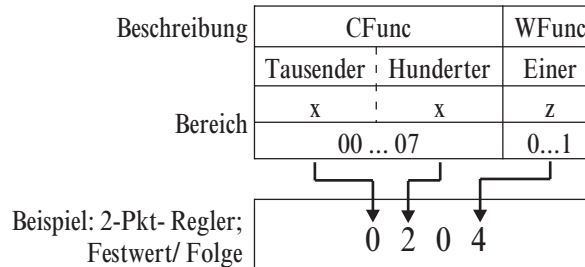 Beschreibung CFunc WFunc
Tausender Hunderter Einer
Bereich x x z
00 ... 07 0...1
Beispiel: 2-Pkt- Regler;
Festwert/ Folge
0 2 0 4